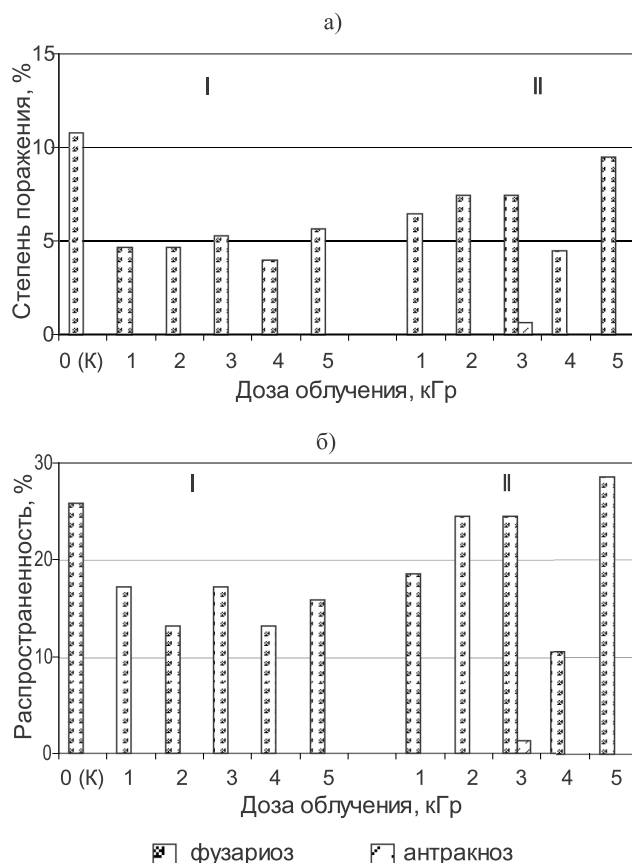 а)
Степень поражения, %
15
10
5
0
I II
0 (К) 1 2 3 4 5 1 2 3 4 5
Доза облучения, кГр
б)
Распространенность, %
30
20
10
0
I II
0 (К) 1 2 3 4 5 1 2 3 4 5
Доза облучения, кГр
фузариоз антракноз